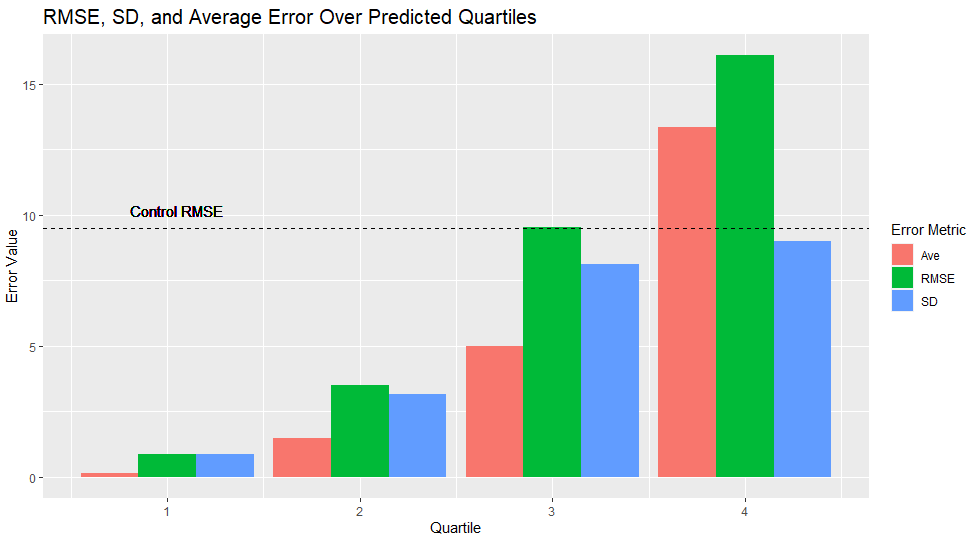 RMSE, SD, and Average Error Over Predicted Quartiles
Error Value
15
10
5
0
Control RMSE
1 2 3 4
Quartile
Error Metric
Ave
RMSE
SD